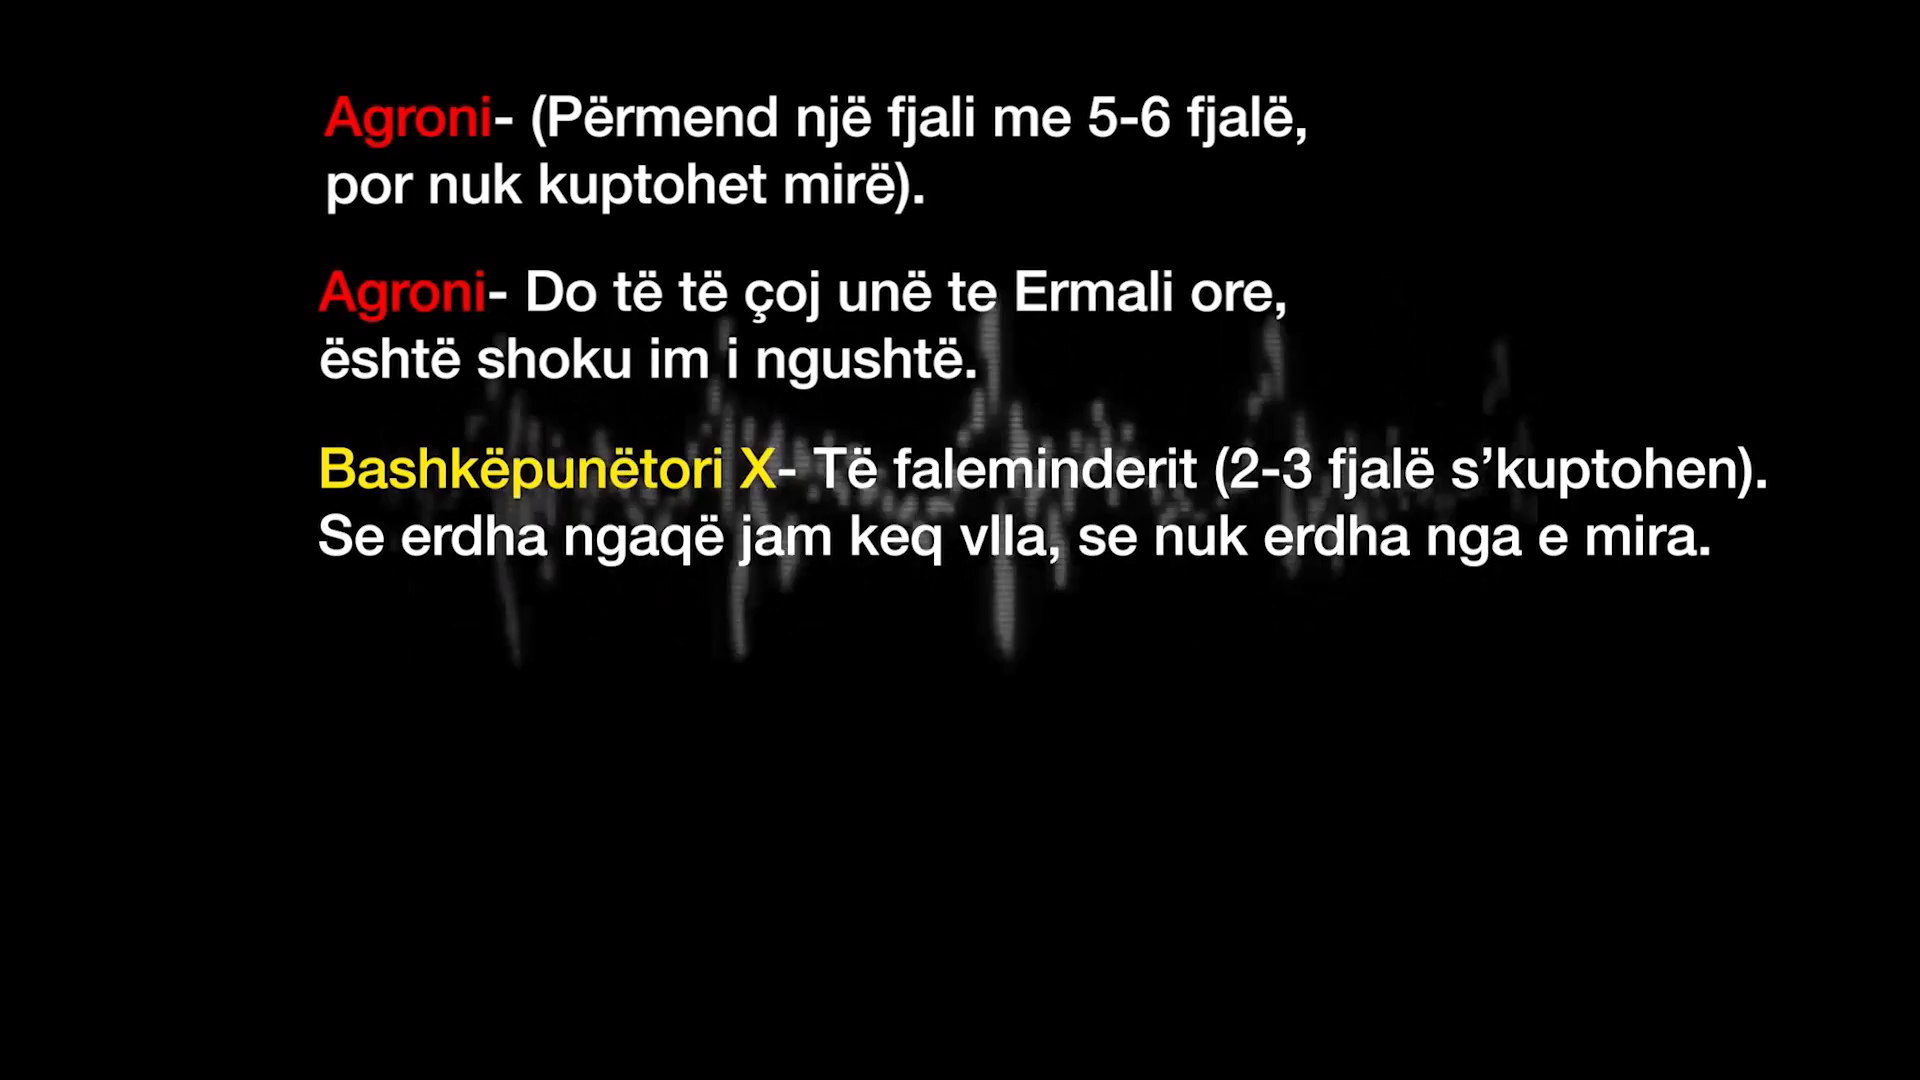 Agroni- (Përmend një fjali me 5-6 fjalë,
por nuk kuptohet mirë).
Agroni- Do të të çoj unë te Ermali ore,
është shoku im i ngushtë.
Bashkëpunëtori X- Të faleminderit (2-3 fjalë s’kuptohen).
Se erdha ngaqë jam keq vlla, se nuk erdha nga e mira.